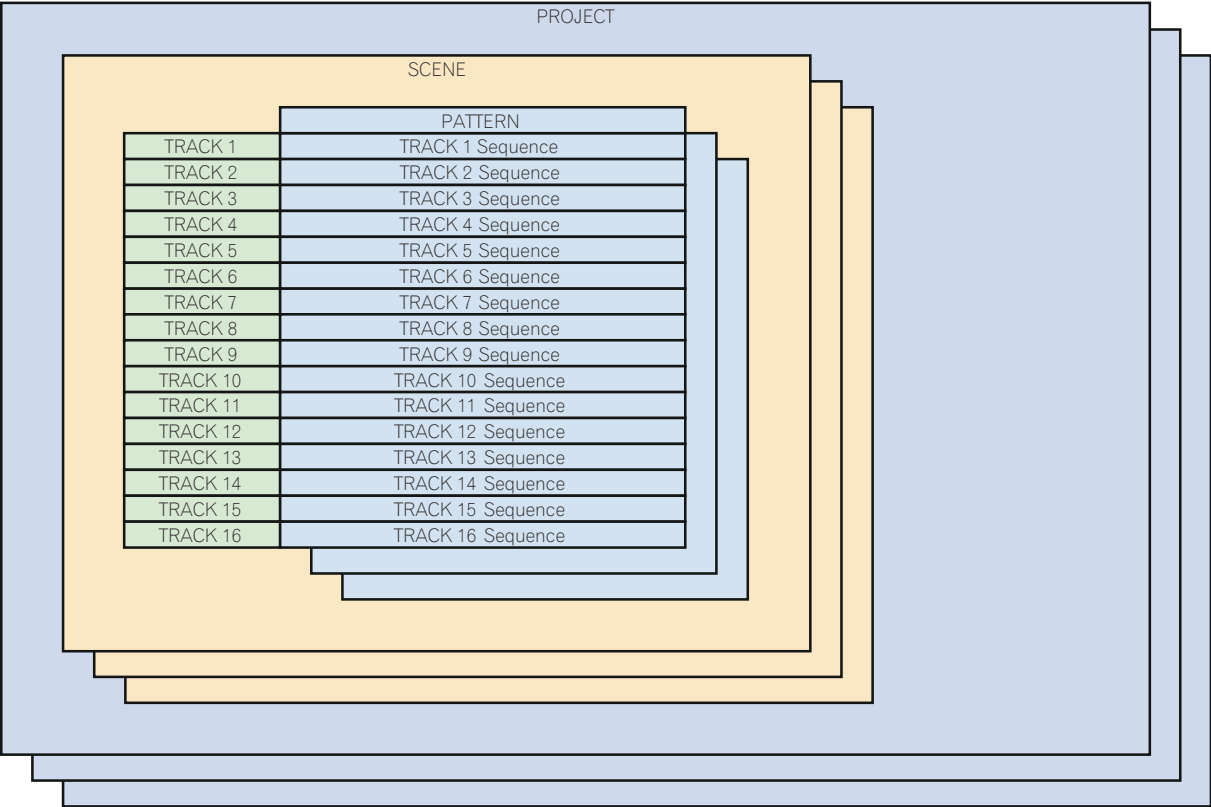 PROJECT
SCENE
PATTERN
TRACK 1 TRACK 1 Sequence
TRACK 2 TRACK 2 Sequence
TRACK 3 TRACK 3 Sequence
TRACK 4 TRACK 4 Sequence
TRACK 5 TRACK 5 Sequence
TRACK 6 TRACK 6 Sequence
TRACK 7 TRACK 7 Sequence
TRACK 8 TRACK 8 Sequence
TRACK 9 TRACK 9 Sequence
TRACK 10 TRACK 10 Sequence
TRACK 11 TRACK 11 Sequence
TRACK 12 TRACK 12 Sequence
TRACK 13 TRACK 13 Sequence
TRACK 14 TRACK 14 Sequence
TRACK 15 TRACK 15 Sequence
TRACK 16 TRACK 16 Sequence